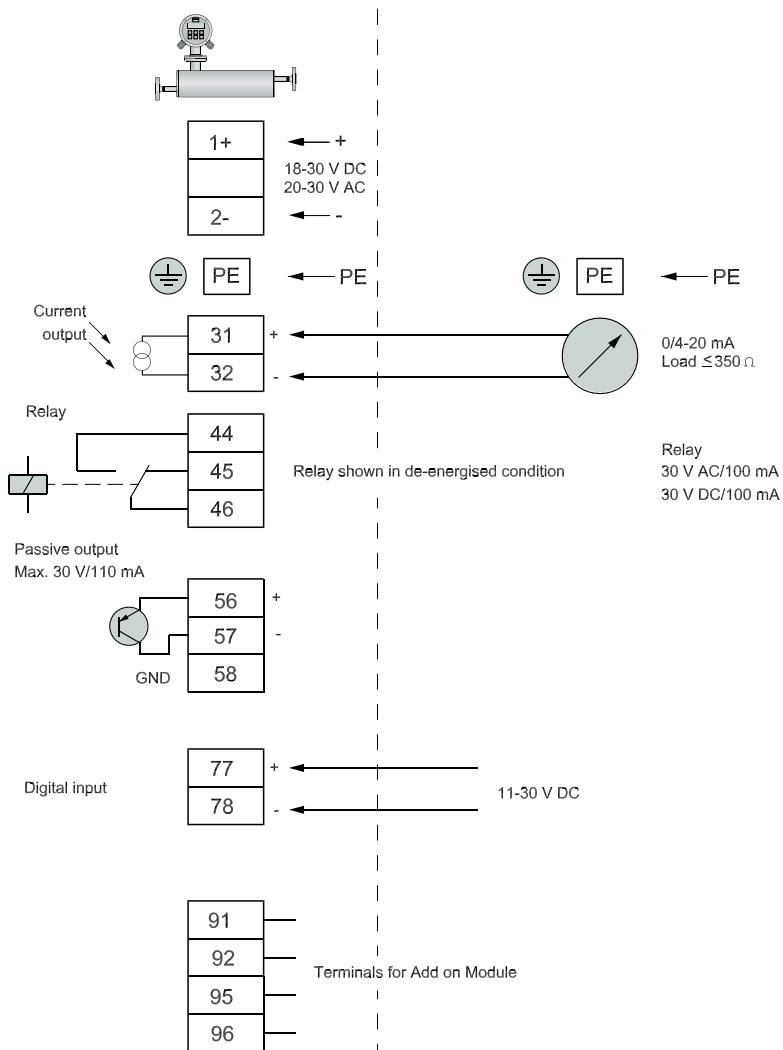 1+
+
18-30 V DC
20-30 V AC
2-
-
PE
PE
PE
PE
Current
output
31
+
32
-
0/4-20 mA
Load ≤350 Ω
Relay
44
45
46
Relay shown in de-energised condition
Relay
30 V AC/100 mA
30 V DC/100 mA
Passive output
Max. 30 V/110 mA
56
+
57
-
58
GND
Digital input
77
+
78
-
11-30 V DC
91
92
95
96
Terminals for Add on Module